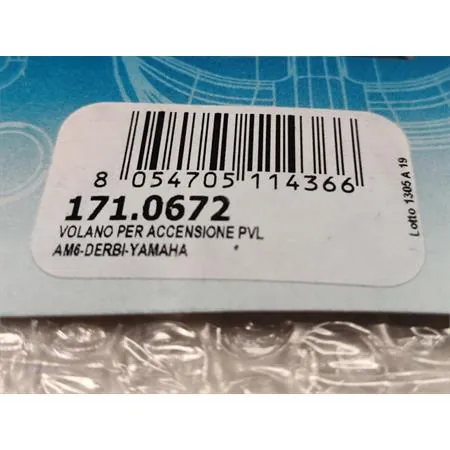 8 054705 114366
171.0672
VOLANO PER ACCENSIONE PVL
AM6-DERBI-YAMAHA
Lotto 1305 A 19